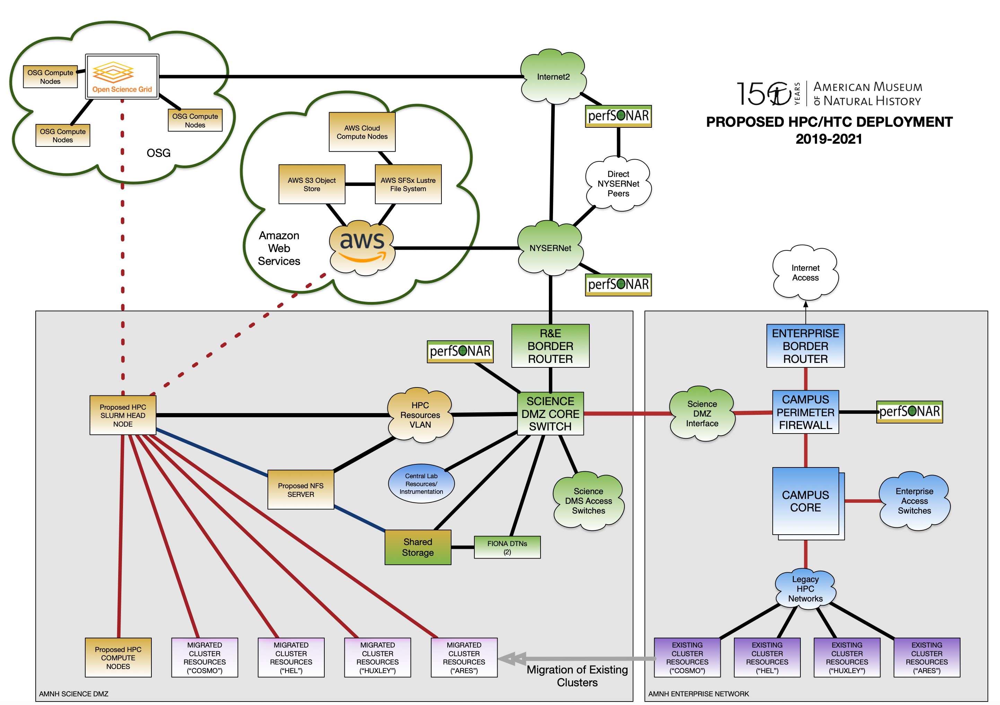 OSG Compute
Nodes
Open Science Grid
OSG Compute
Nodes
OSG Compute
Nodes
OSG
Internet2
perfSONAR
150 YEARS
AMERICAN MUSEUM
OF NATURAL HISTORY
PROPOSED HPC/HTC DEPLOYMENT
2019-2021
AWS Cloud
Compute Nodes
AWS S3 Object
Store
AWS SFSx Lustre
File System
Direct
NYSERNet
Peers
Amazon
Web
Services
aws
NYSERNet
perfSONAR
Internet
Access
R&E
BORDER
ROUTER
perfSONAR
ENTERPRISE
BORDER
ROUTER
Proposed HPC
SLURM HEAD
NODE
HPC
Resources
VLAN
SCIENCE
DMZ CORE
SWITCH
Science
DMZ
Interface
CAMPUS
PERIMETER
FIREWALL
perfSONAR
Proposed NFS
SERVER
Central Lab
Resources/
Instrumentation
Science
DMS Access
Switches
CAMPUS
CORE
Enterprise
Access
Switches
Shared
Storage
FIONA DTNs
(2)
Legacy
HPC
Networks
Proposed HPC
COMPUTE
NODES
MIGRATED
CLUSTER
RESOURCES
(“COSMO”)
MIGRATED
CLUSTER
RESOURCES
(“HEL”)
MIGRATED
CLUSTER
RESOURCES
(“HUXLEY”)
MIGRATED
CLUSTER
RESOURCES
(“ARES”)
Migration of Existing
Clusters
EXISTING
CLUSTER
RESOURCES
(“COSMO”)
EXISTING
CLUSTER
RESOURCES
(“HEL”)
EXISTING
CLUSTER
RESOURCES
(“HUXLEY”)
EXISTING
CLUSTER
RESOURCES
(“ARES”)
AMNH SCIENCE DMZ
AMNH ENTERPRISE NETWORK